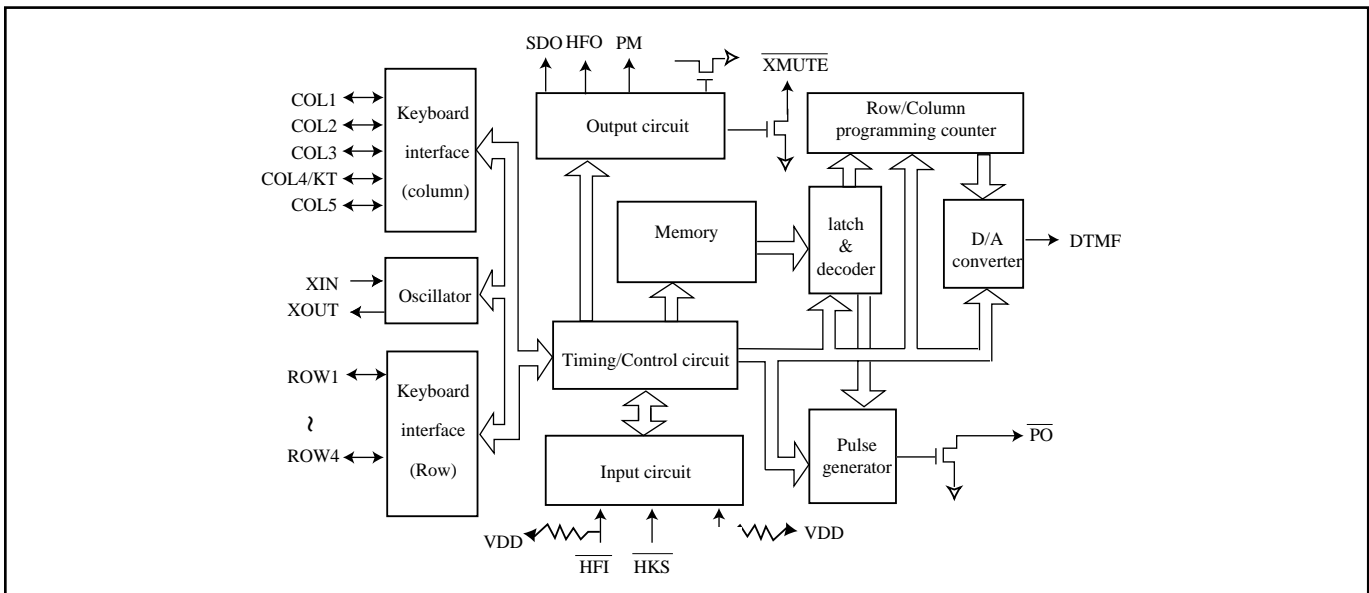 SDO HFO PM
XMUTE
COL1
COL2
COL3
COL4/KT
COL5
Keyboard
interface
(column)
Output circuit
Row/Column
programming counter
Memory
latch
&
decoder
D/A
converter
DTMF
XIN
XOUT
Oscillator
Timing/Control circuit
ROW1
~
ROW4
Keyboard
interface
(Row)
Input circuit
Pulse
generator
PO
VDD
HFI
HKS
VDD